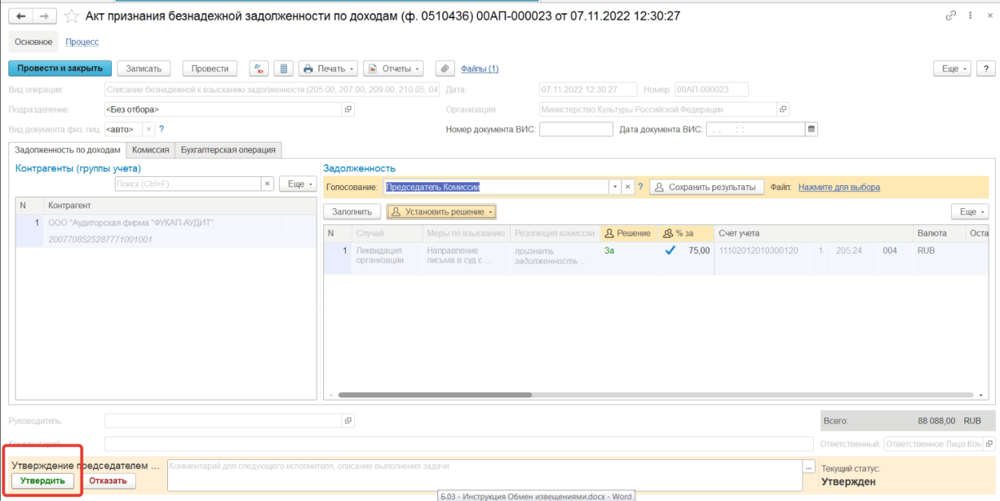 Акт признания безнадежной задолженности по доходам (ф. 0510436) 00АП-000023 от 07.11.2022 12:30:27
Основное Процесс
Провести и закрыть Записать Провести Дт Кт Печать Отчеты Файлы (1) Еще ?
Вид операции: Списание безнадежной к взысканию задолженности (205.00, 207.00, 209.00, 210.05, 04 Дата: 07.11.2022 12:30:27 Номер: 00АП-000023
Подразделение: <Без отбора> Организация: Министерство Культуры Российской Федерации
Вид документа физ. лиц: <авто> × ? Номер документа ВИС: Дата документа ВИС: . . : :
Задолженность по доходам Комиссия Бухгалтерская операция
Контрагенты (группы учета)
Поиск (Ctrl+F) × Еще
N Контрагент
1 ООО "Аудиторская фирма "ФУКАП-АУДИТ"
2007708525287771001001
Задолженность
Голосование: Председатель Комиссии × ? Сохранить результаты Файл: Нажмите для выбора
Заполнить Установить решение Еще
N Случай Меры по взысканию Резолюция комиссии Решение % за Счет учета Валюта Оста
1 Ликвидация Направление признать За 75,00 11102012010300120 1 205.24 004 RUB
организации письма в суд с ... задолженность ...
Руководитель: Всего: 88 088,00 RUB
Комментарий: Ответственный: Ответственное Лицо Ком
Утверждение председателем ... Комментарий для следующего исполнителя, описание выполнения задачи ... Текущий статус:
Утвердить Отказать Утвержден
Б.03 - Инструкция Обмен извещениями.docx - Word